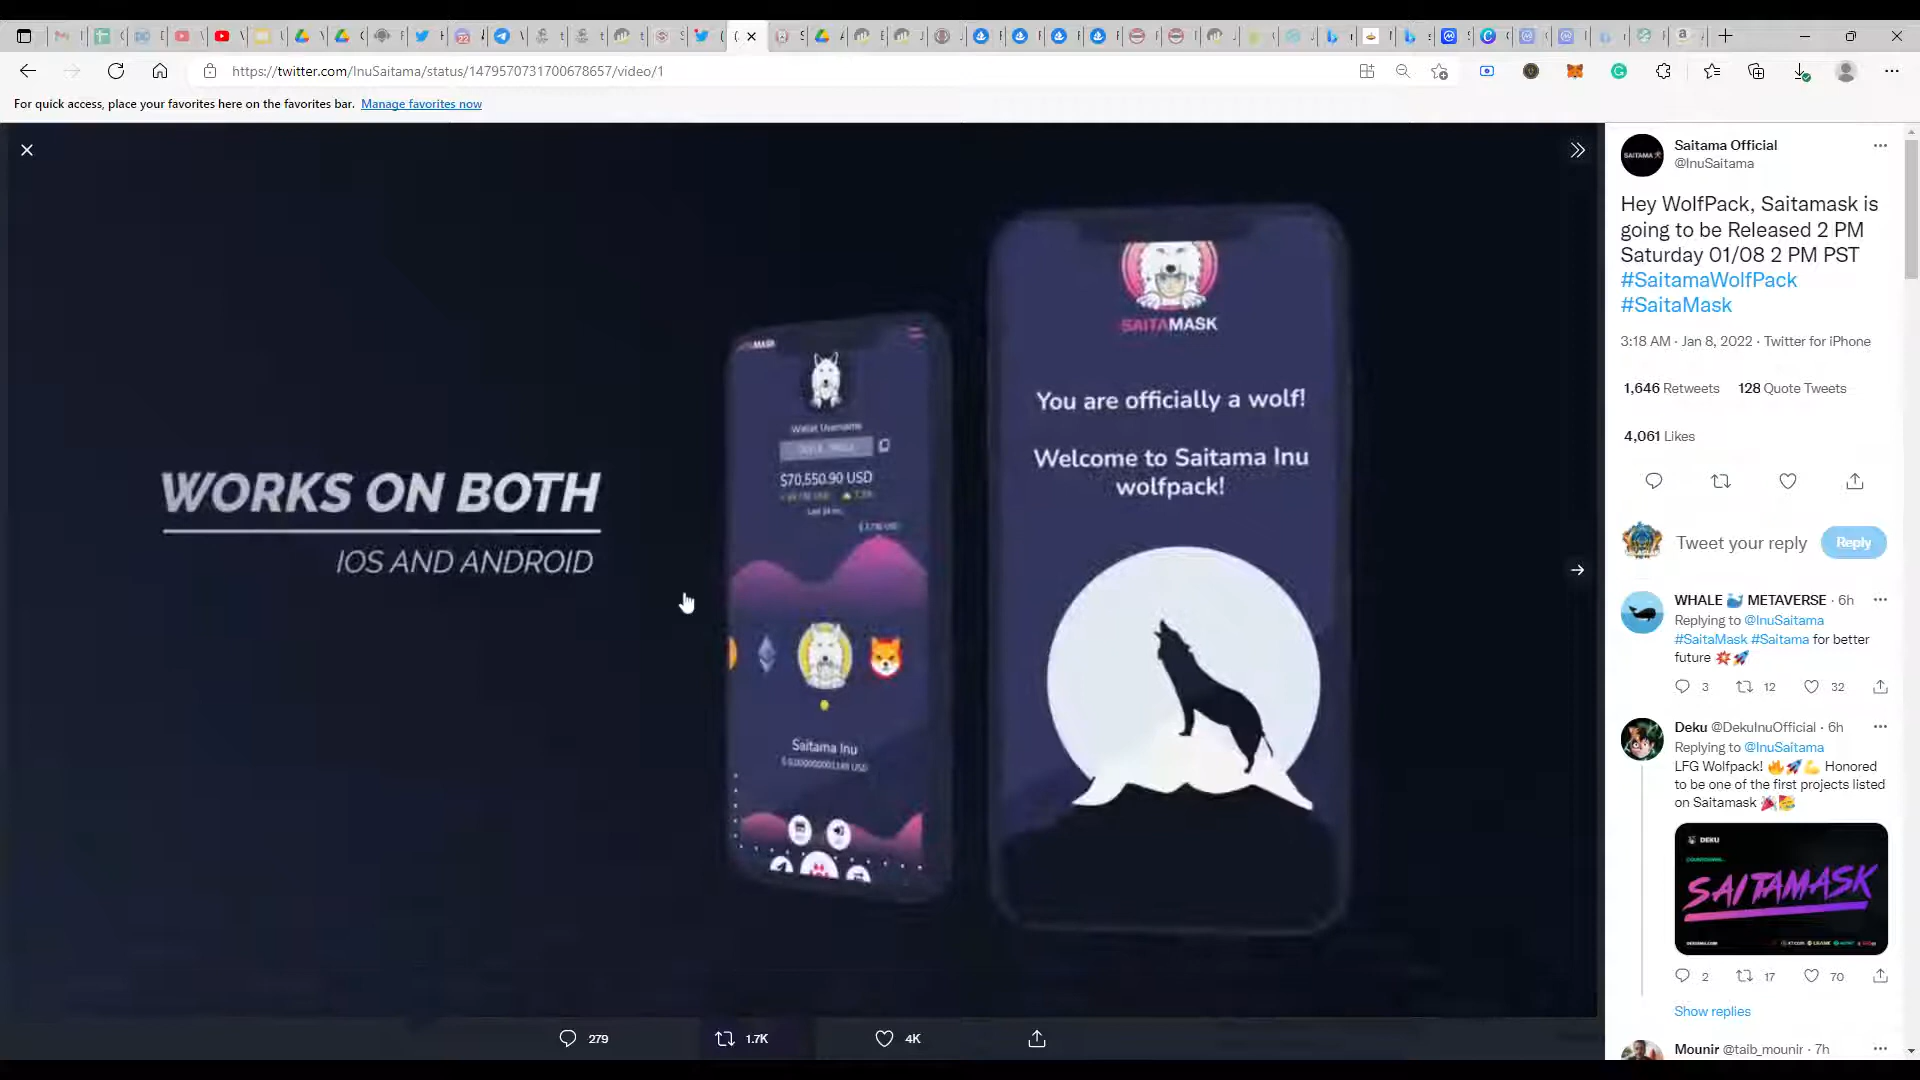 https://twitter.com/InuSaitama/status/1479570731700678657/video/1
For quick access, place your favorites here on the favorites bar. Manage favorites now
WORKS ON BOTH
IOS AND ANDROID
Wallet Username
$70,550.90 USD
Saitama Inu
SAITAMASK
You are officially a wolf!
Welcome to Saitama Inu
wolfpack!
279
1.7K
4K
Saitama Official
@InuSaitama
Hey WolfPack, Saitamask is
going to be Released 2 PM
Saturday 01/08 2 PM PST
#SaitamaWolfPack
#SaitaMask
3:18 AM · Jan 8, 2022 · Twitter for iPhone
1,646 Retweets 128 Quote Tweets
4,061 Likes
Tweet your reply
Reply
WHALE 🐳 METAVERSE · 6h
Replying to @InuSaitama
#SaitaMask #Saitama for better
future 💥🚀
3 12 32
Deku @DekuInuOfficial · 6h
Replying to @InuSaitama
LFG Wolfpack! 🔥🚀💪 Honored
to be one of the first projects listed
on Saitamask 🎉🥳
DEKU
SAITAMASK
2 17 70
Show replies
Mounir @taib_mounir · 7h